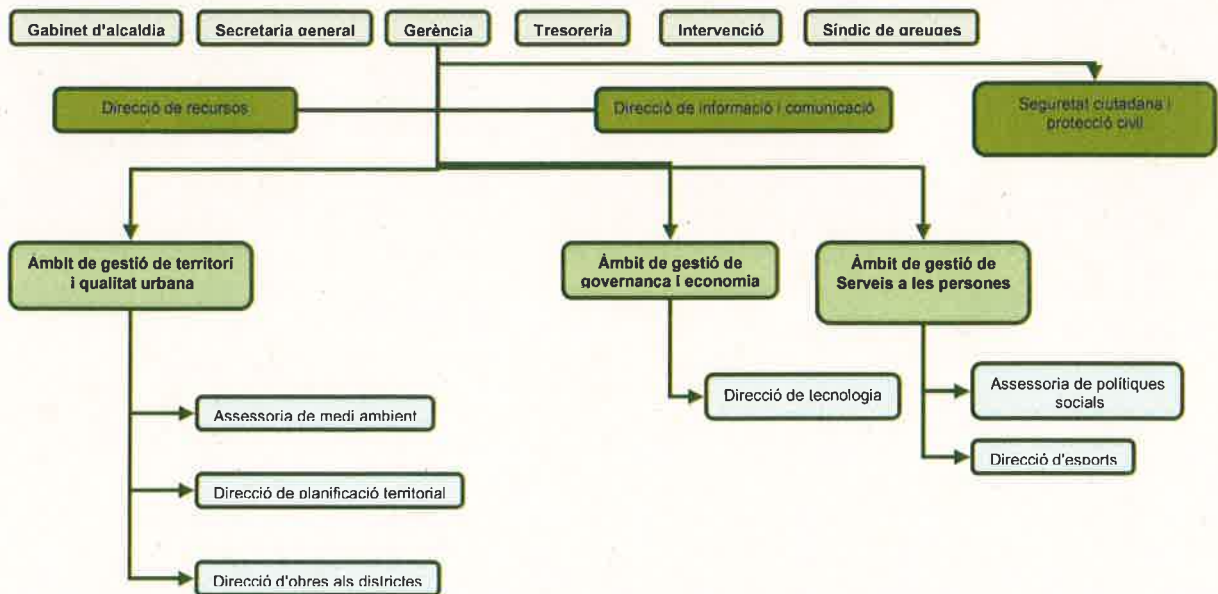 Gabinet d'alcaldia
Secretaria general
Gerència
Tresoreria
Intervenció
Síndic de greuges
Direcció de recursos
Direcció de informació i comunicació
Seguretat ciutadana i
protecció civil
Àmbit de gestió de territori
i qualitat urbana
Àmbit de gestió de
governança i economia
Àmbit de gestió de
Serveis a les persones
Direcció de tecnologia
Assessoria de polítiques
socials
Assessoria de medi ambient
Direcció d'esports
Direcció de planificació territorial
Direcció d'obres als districtes